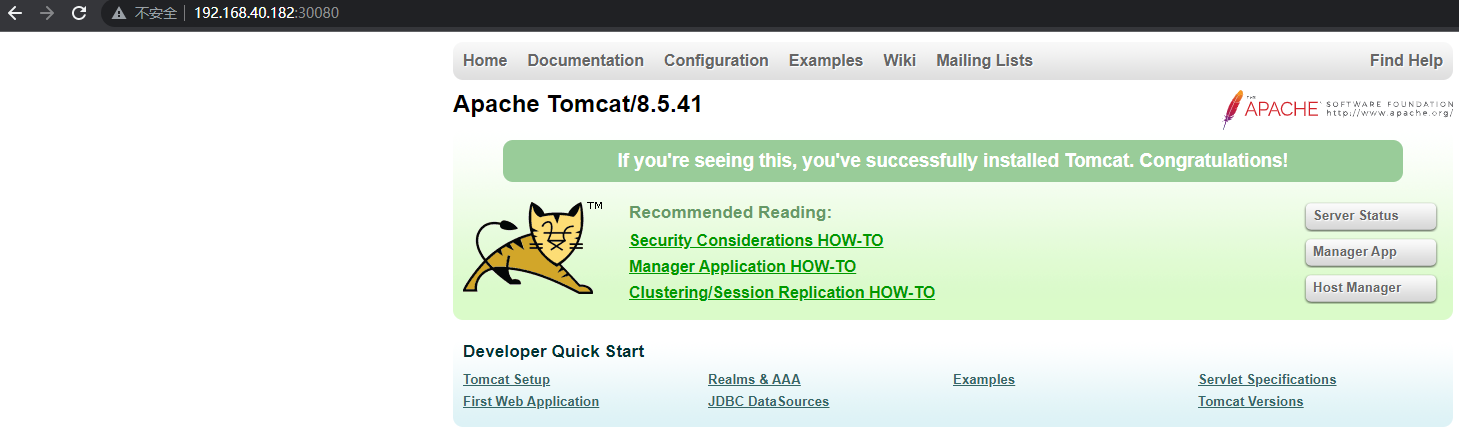 不安全 192.168.40.182:30080
Home Documentation Configuration Examples Wiki Mailing Lists Find Help
Apache Tomcat/8.5.41
THE
APACHE SOFTWARE FOUNDATION
http://www.apache.org/
If you're seeing this, you've successfully installed Tomcat. Congratulations!
TM
Recommended Reading:
Security Considerations HOW-TO
Manager Application HOW-TO
Clustering/Session Replication HOW-TO
Server Status
Manager App
Host Manager
Developer Quick Start
Tomcat Setup Realms & AAA Examples Servlet Specifications
First Web Application JDBC DataSources Tomcat Versions